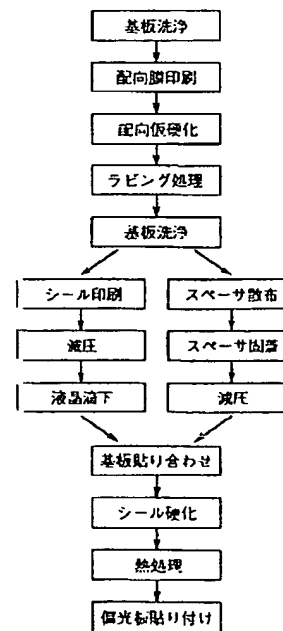 基板洗浄
配向膜印刷
配向仮硬化
ラビング処理
基板洗浄
シール印刷
スペーサ散布
減圧
スペーサ固着
液晶滴下
減圧
基板貼り合わせ
シール硬化
熱処理
偏光板貼り付け